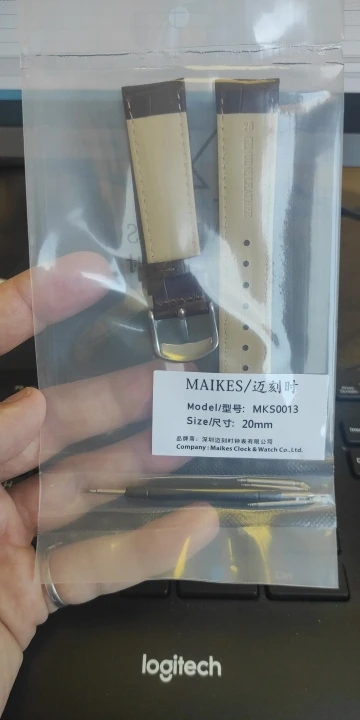 MAIKES/迈刻时
Model/型号: MKS0013
Size/尺寸: 20mm
品牌商: 深圳迈刻时钟表有限公司
Company : Maikes Clock & Watch Co.,Ltd.
logitech